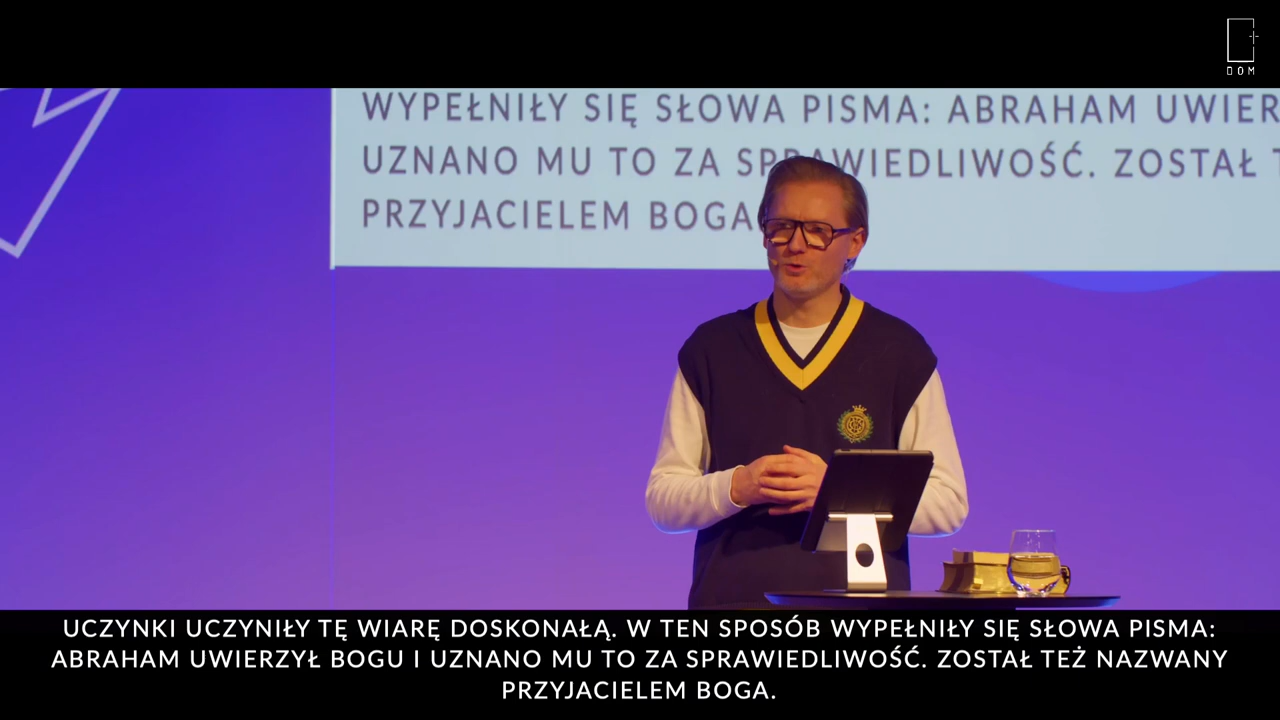 DOM
WYPEŁNIŁY SIĘ SŁOWA PISMA: ABRAHAM
UZNANO MU TO ZA SPRAWIEDLIWOŚĆ. ZOSTAŁ
PRZYJACIELEM BOGA
UCZYNKI UCZYNIŁY TĘ WIARĘ DOSKONAŁĄ. W TEN SPOSÓB WYPEŁNIŁY SIĘ SŁOWA PISMA:
ABRAHAM UWIERZYŁ BOGU I UZNANO MU TO ZA SPRAWIEDLIWOŚĆ. ZOSTAŁ TEŻ NAZWANY
PRZYJACIELEM BOGA.